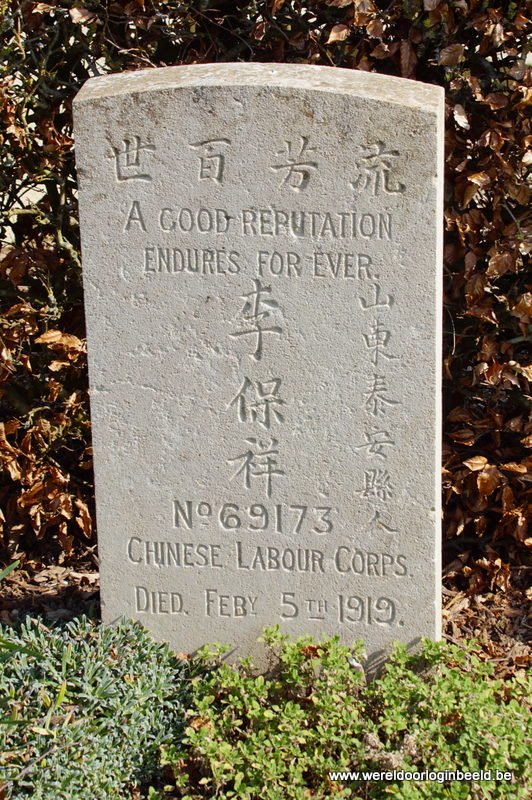 世百芳流
A GOOD REPUTATION
ENDURES FOR EVER.
山東泰安縣人
李保祥
No 69173
CHINESE LABOUR CORPS.
DIED. FEBY 5TH 1919.
www.wereldoorloginbeeld.be